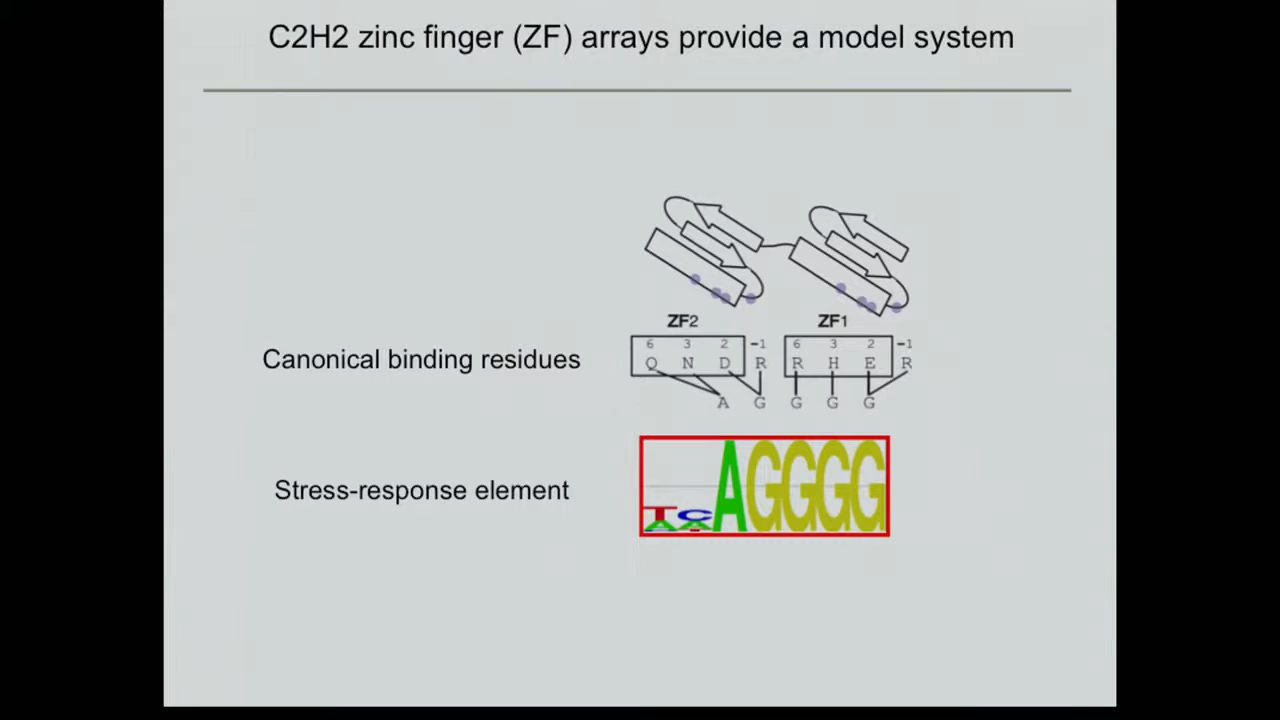 C2H2 zinc finger (ZF) arrays provide a model system
ZF2 ZF1
6 3 2 -1 6 3 2 -1
Canonical binding residues
Q N D R R H E R
A G G G G
Stress-response element
T C A G G G G
A A